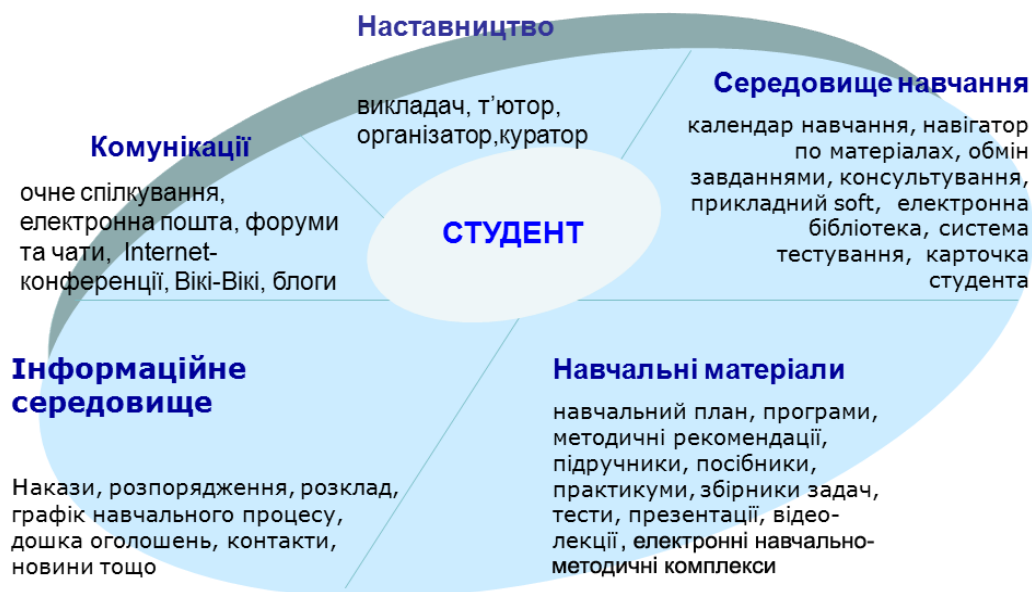 Наставництво
викладач, т’ютор,
організатор,куратор
Середовище навчання
календар навчання, навігатор
по матеріалах, обмін
завданнями, консультування,
прикладний soft, електронна
бібліотека, система
тестування, карточка
студента
Комунікації
очне спілкування,
електронна пошта, форуми
та чати, Internet-
конференції, Вікі-Вікі, блоги
СТУДЕНТ
Інформаційне
середовище
Накази, розпорядження, розклад,
графік навчального процесу,
дошка оголошень, контакти,
новини тощо
Навчальні матеріали
навчальний план, програми,
методичні рекомендації,
підручники, посібники,
практикуми, збірники задач,
тести, презентації, відео-
лекції, електронні навчально-
методичні комплекси